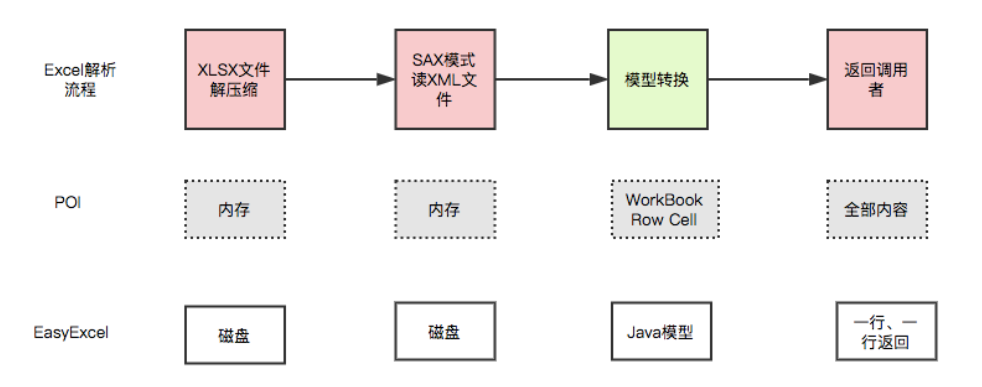 Excel解析
流程
XLSX文件
解压缩
SAX模式
读XML文
件
模型转换
返回调用
者
POI
内存
内存
WorkBook
Row Cell
全部内容
EasyExcel
磁盘
磁盘
Java模型
一行、一
行返回